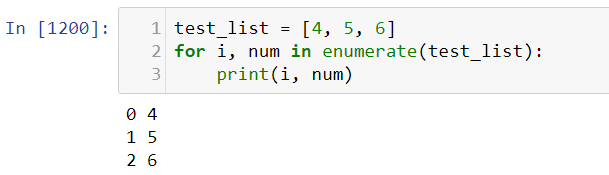 In [1200]:
1 test_list = [4, 5, 6]
2 for i, num in enumerate(test_list):
3     print(i, num)
0 4
1 5
2 6